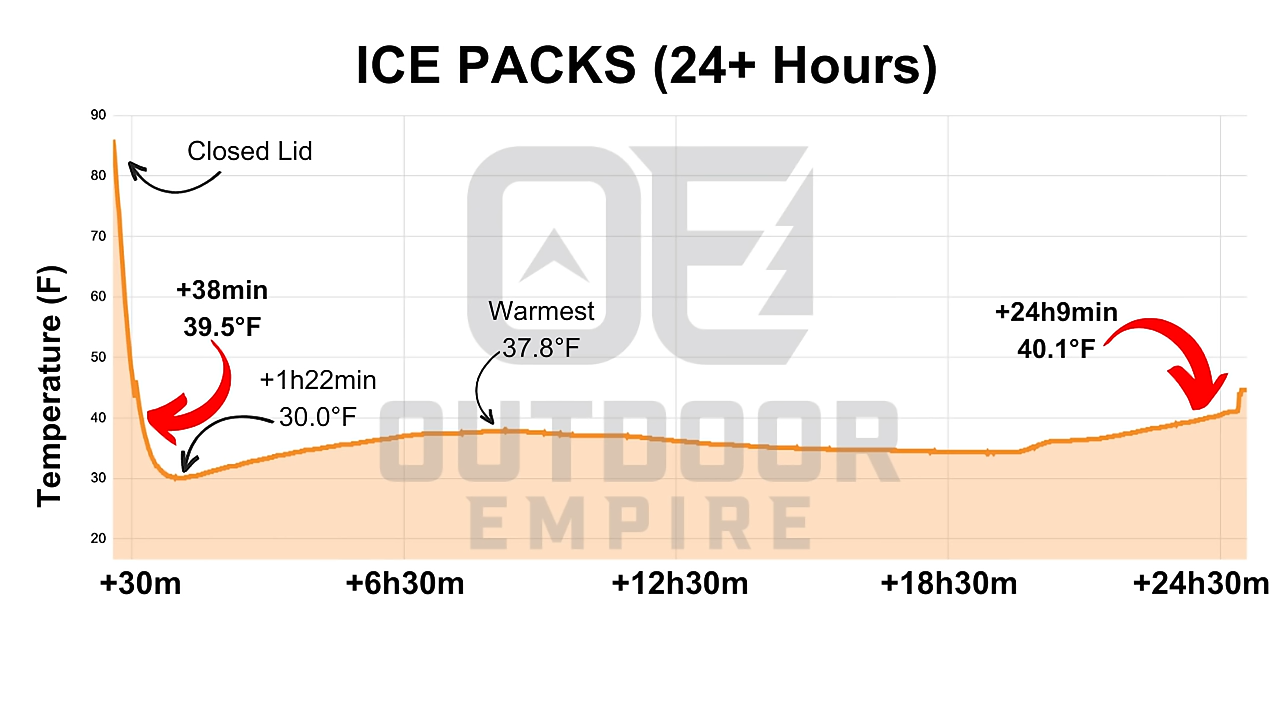 ICE PACKS (24+ Hours)
90
80
70
60
50
40
30
20
Temperature (F)
Closed Lid
+38min
39.5°F
+1h22min
30.0°F
Warmest
37.8°F
+24h9min
40.1°F
OE
OUTDOOR
EMPIRE
+30m
+6h30m
+12h30m
+18h30m
+24h30m